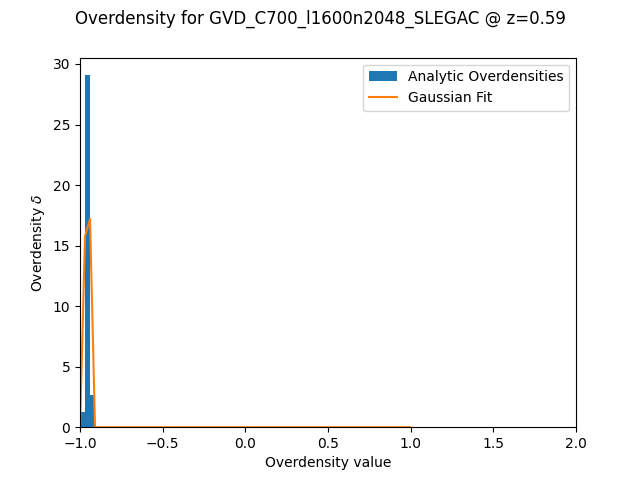 Overdensity for GVD_C700_l1600n2048_SLEGAC @ z=0.59
Analytic Overdensities
Gaussian Fit
Overdensity δ
30
25
20
15
10
5
0
−1.0 −0.5 0.0 0.5 1.0 1.5 2.0
Overdensity value